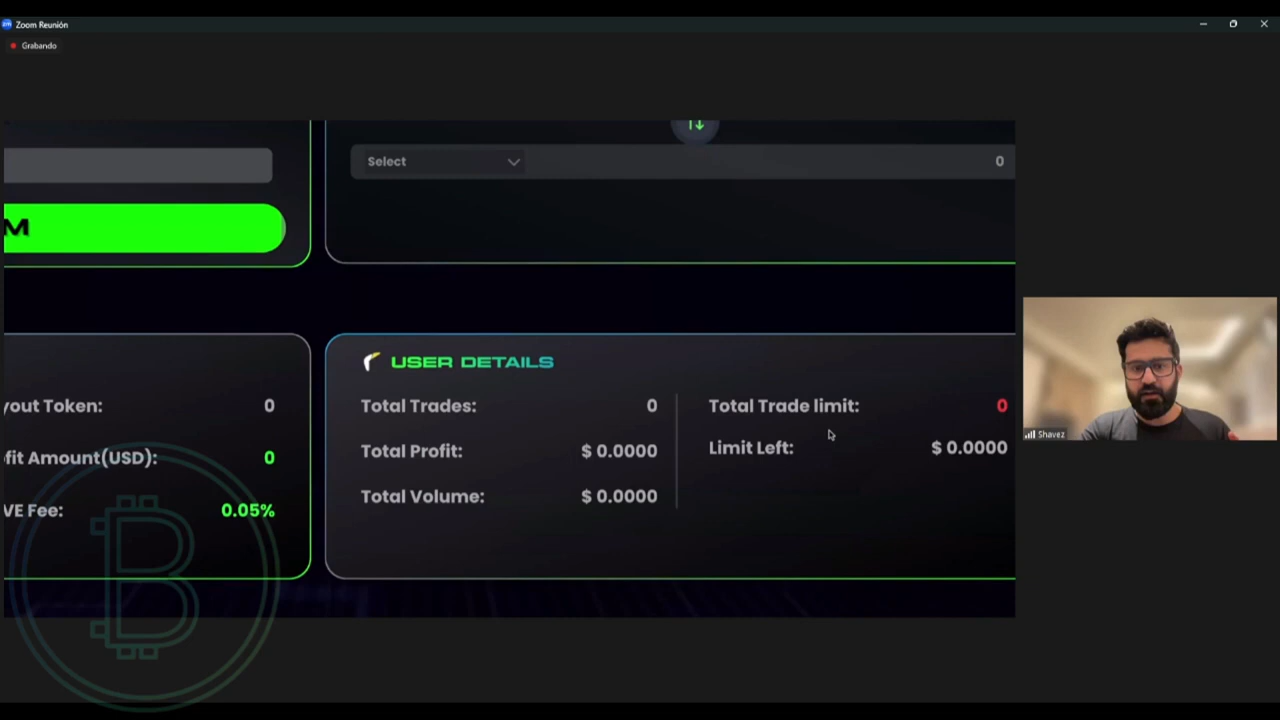 Zoom Reunión
Grabando
Select
0
M
USER DETAILS
yout Token:
0
Total Trades:
0
Total Trade limit:
0
fit Amount(USD):
0
Total Profit:
$ 0.0000
Limit Left:
$ 0.0000
VE Fee:
0.05%
Total Volume:
$ 0.0000
Shavez